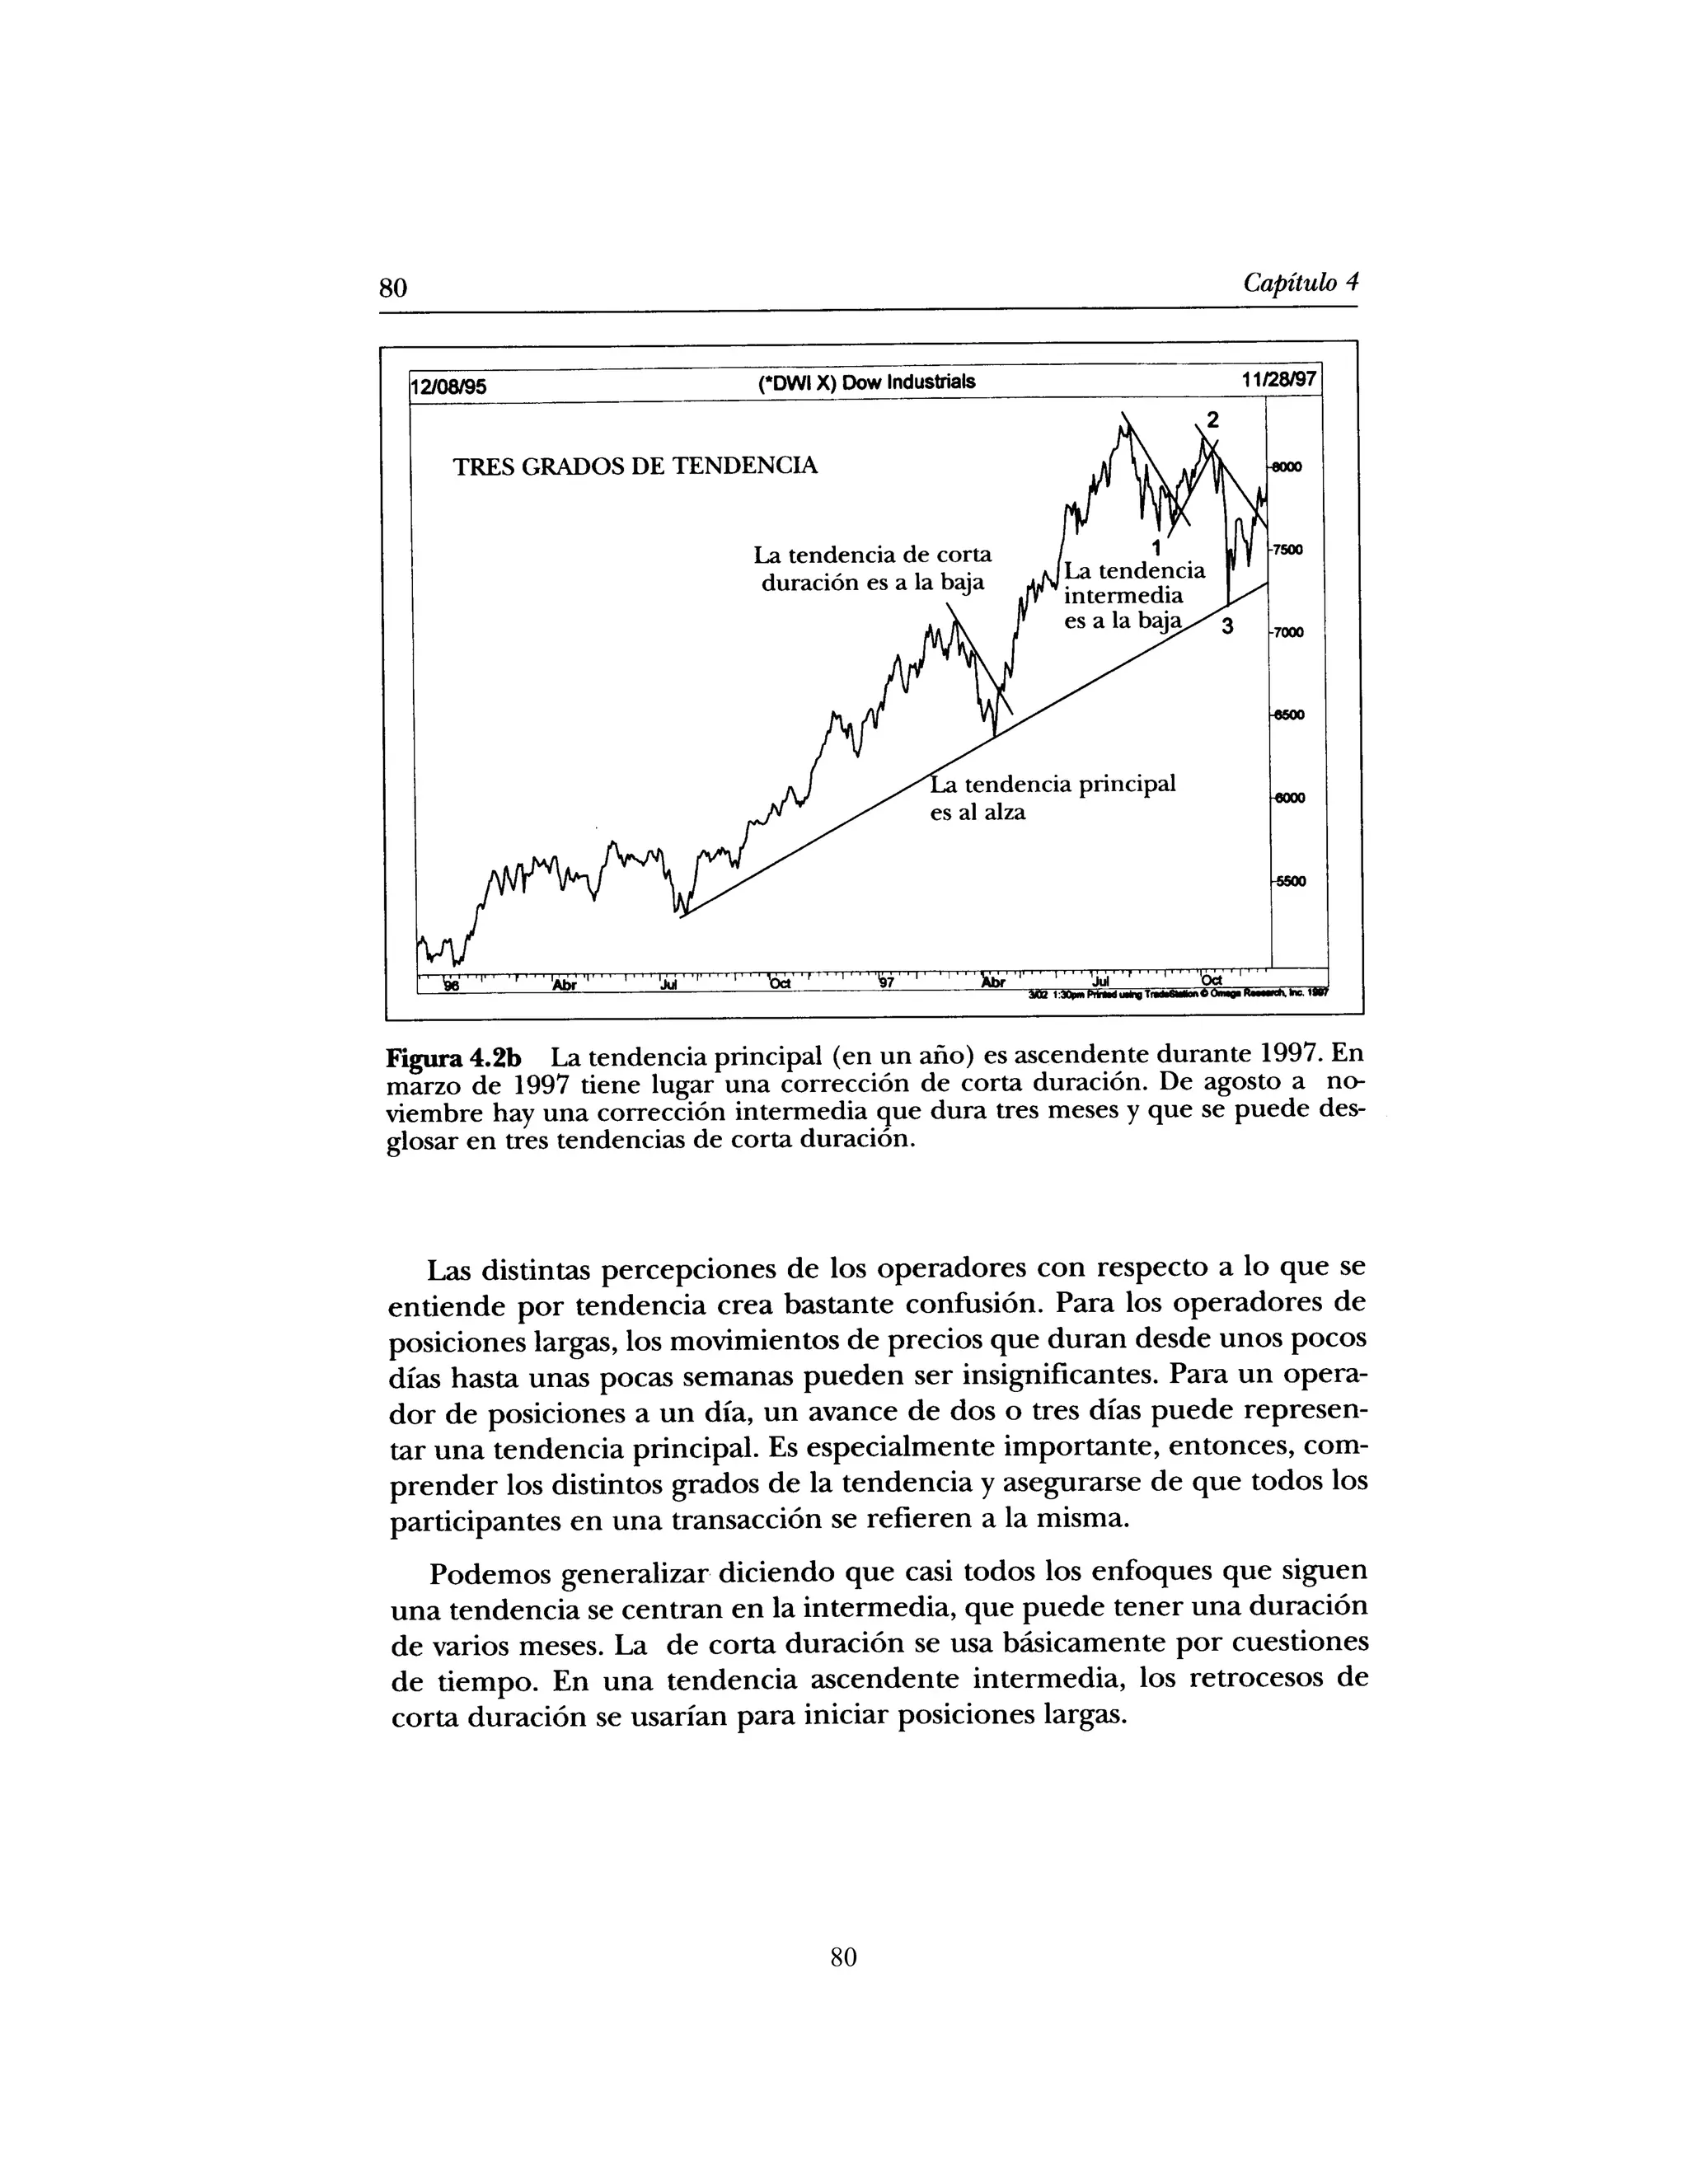 80 Capítulo 4
12/08/95 (*DWI X) Dow Industrials 11/28/97
TRES GRADOS DE TENDENCIA
2
8000
La tendencia de corta
duración es a la baja
1
7500
La tendencia
intermedia
es a la baja
3
7000
6500
La tendencia principal
es al alza
6000
5500
96 Abr Jul Oct 97 Abr Jul Oct
3/02 1:30pm Printed using TradeStation © Omega Research, Inc. 1997
Figura 4.2b La tendencia principal (en un año) es ascendente durante 1997. En
marzo de 1997 tiene lugar una corrección de corta duración. De agosto a no-
viembre hay una corrección intermedia que dura tres meses y que se puede des-
glosar en tres tendencias de corta duración.
Las distintas percepciones de los operadores con respecto a lo que se
entiende por tendencia crea bastante confusión. Para los operadores de
posiciones largas, los movimientos de precios que duran desde unos pocos
días hasta unas pocas semanas pueden ser insignificantes. Para un opera-
dor de posiciones a un día, un avance de dos o tres días puede represen-
tar una tendencia principal. Es especialmente importante, entonces, com-
prender los distintos grados de la tendencia y asegurarse de que todos los
participantes en una transacción se refieren a la misma.
Podemos generalizar diciendo que casi todos los enfoques que siguen
una tendencia se centran en la intermedia, que puede tener una duración
de varios meses. La de corta duración se usa básicamente por cuestiones
de tiempo. En una tendencia ascendente intermedia, los retrocesos de
corta duración se usarían para iniciar posiciones largas.
80